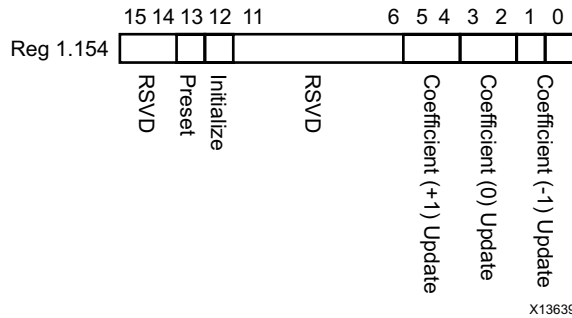 15 14 13 12 11 6 5 4 3 2 1 0
Reg 1.154
RSVD
Preset
Initialize
RSVD
Coefficient (+1) Update
Coefficient (0) Update
Coefficient (-1) Update
X13639